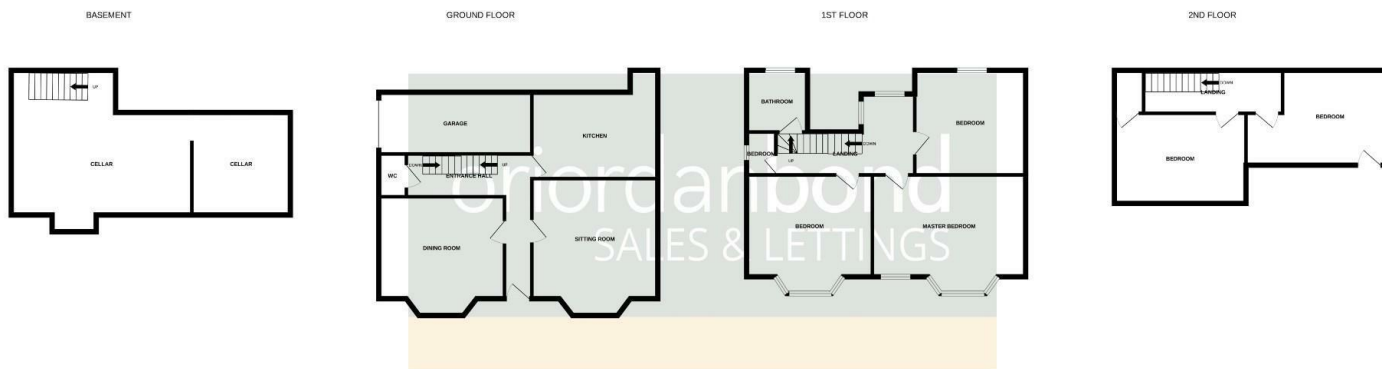 BASEMENT
GROUND FLOOR
1ST FLOOR
2ND FLOOR
UP
CELLAR
CELLAR
GARAGE
KITCHEN
DOWN
UP
WC
ENTRANCE HALL
DINING ROOM
SITTING ROOM
BATHROOM
BEDROOM
BEDROOM
UP
LANDING
DOWN
BEDROOM
MASTER BEDROOM
DOWN
LANDING
BEDROOM
BEDROOM
oriordanbond
SALES & LETTINGS